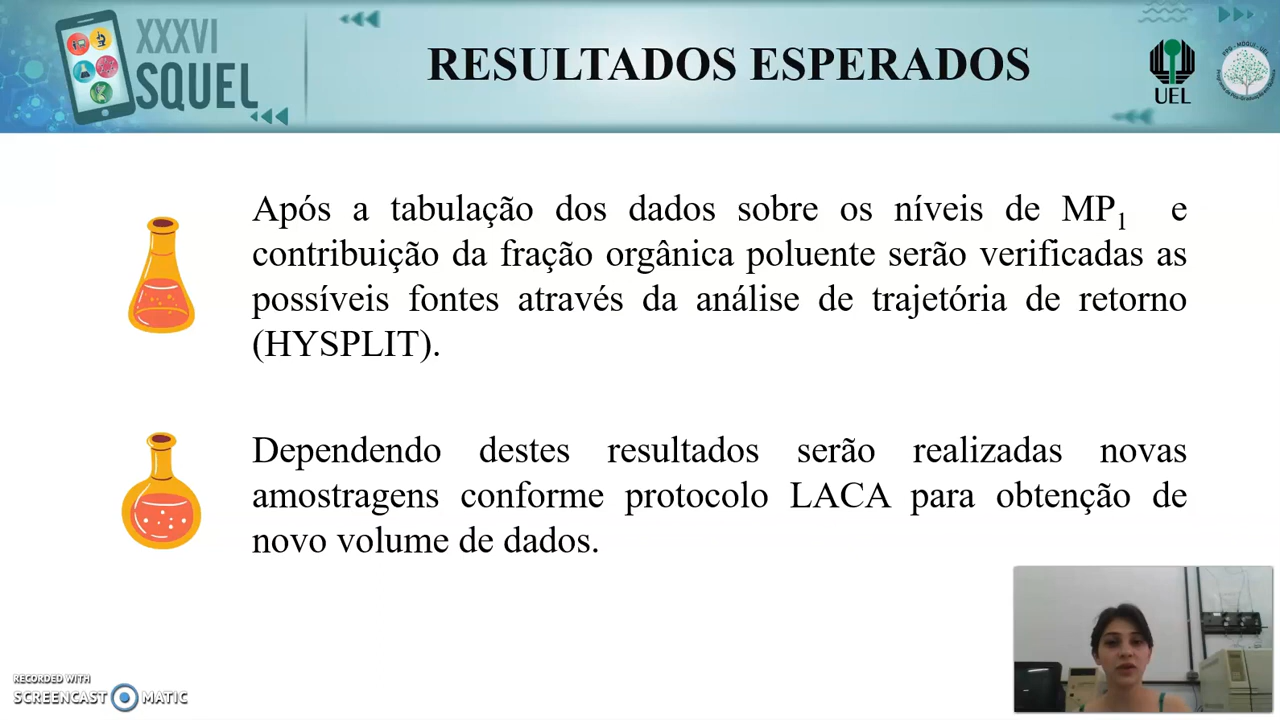 XXXVI
SQUEL
RESULTADOS ESPERADOS
UEL
Após a tabulação dos dados sobre os níveis de MP₁ e
contribuição da fração orgânica poluente serão verificadas as
possíveis fontes através da análise de trajetória de retorno
(HYSPLIT).
Dependendo destes resultados serão realizadas novas
amostragens conforme protocolo LACA para obtenção de
novo volume de dados.
RECORDED WITH
SCREENCAST MATIC